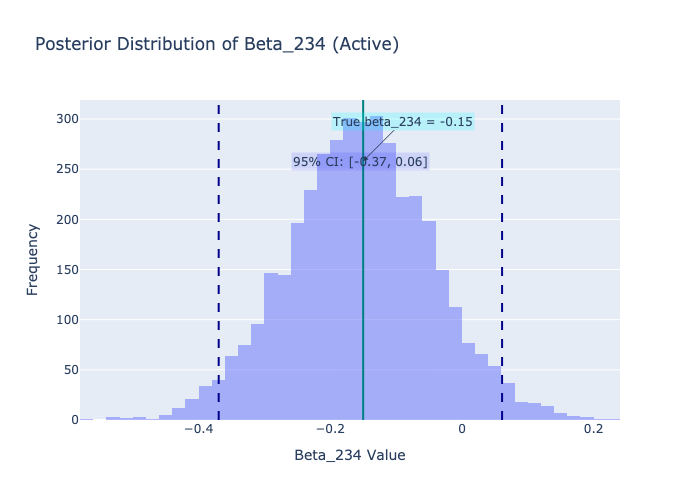 Posterior Distribution of Beta_234 (Active)
300
True beta_234 = -0.15
95% CI: [-0.37, 0.06]
250
200
Frequency
150
100
50
0
−0.4
−0.2
0
0.2
Beta_234 Value